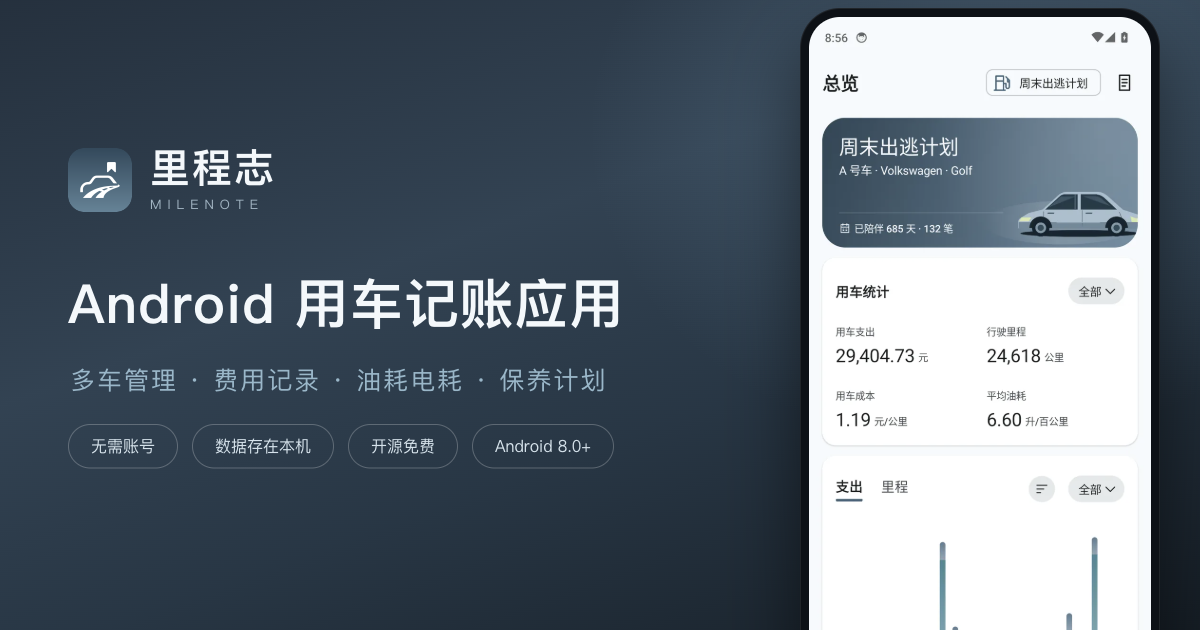 里程志
MILENOTE
Android 用车记账应用
多车管理 · 费用记录 · 油耗电耗 · 保养计划
无需账号
数据存在本机
开源免费
Android 8.0+
8:56
总览
周末出逃计划
周末出逃计划
A 号车 · Volkswagen · Golf
已陪伴 685 天 · 132 笔
用车统计
全部
用车支出
行驶里程
29,404.73 元
24,618 公里
用车成本
平均油耗
1.19 元/公里
6.60 升/百公里
支出
里程
全部